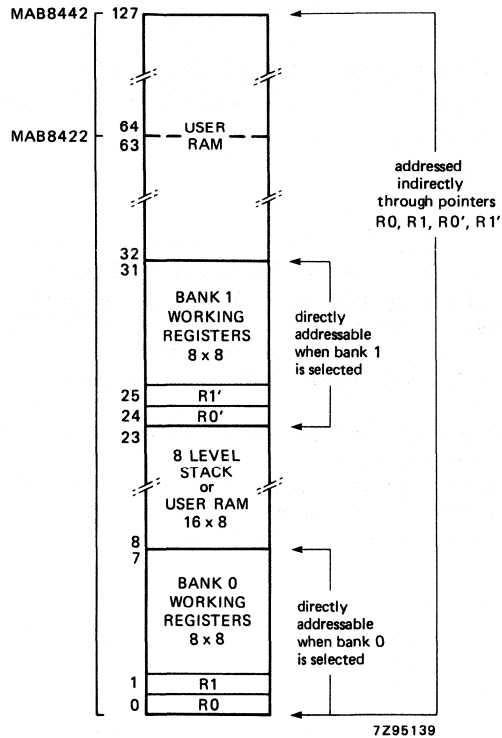 MAB8442 127
64 USER
MAB8422 63 RAM
addressed
indirectly
through pointers
R0, R1, R0', R1'
32
31
BANK 1
WORKING
REGISTERS
8 x 8
directly
addressable
when bank 1
is selected
25 R1'
24 R0'
23
8 LEVEL
STACK
or
USER RAM
16 x 8
8
7
BANK 0
WORKING
REGISTERS
8 x 8
directly
addressable
when bank 0
is selected
1 R1
0 R0
7Z95139